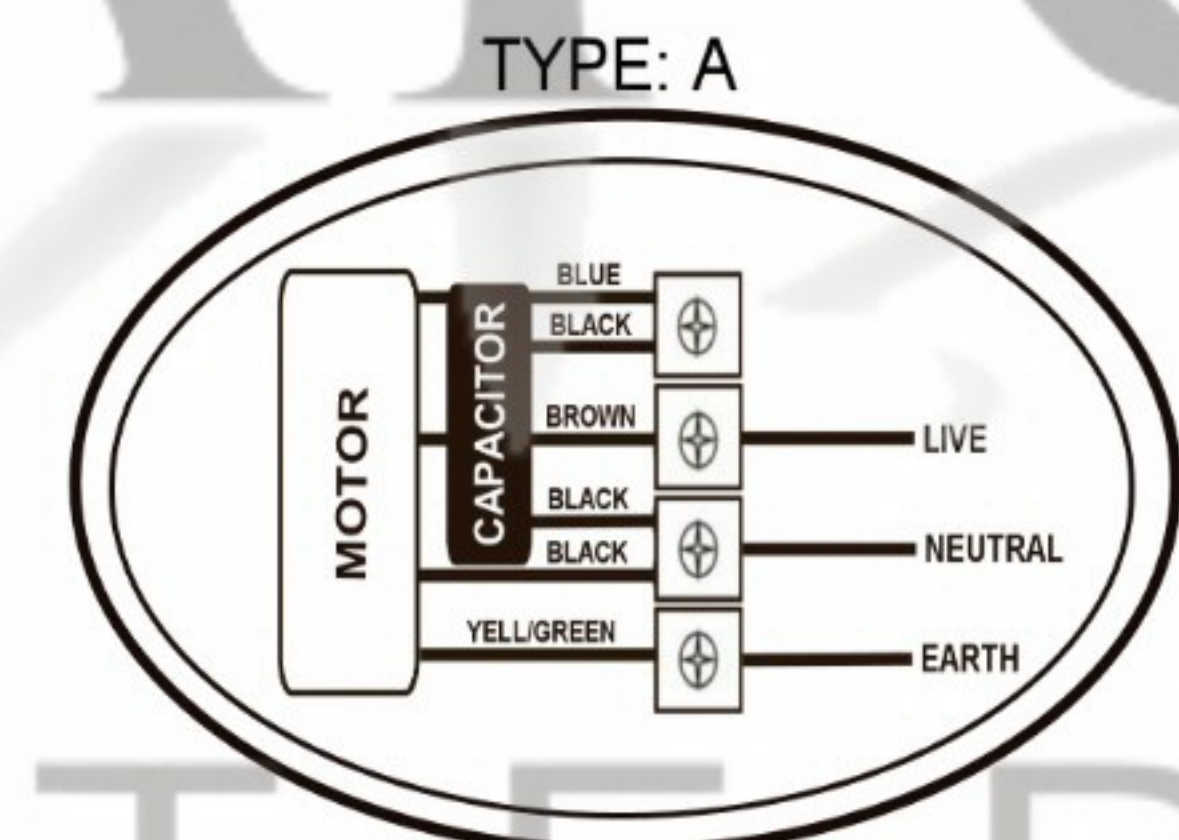 TYPE: A
BLUE
BLACK
BROWN
BLACK
BLACK
YELL/GREEN
MOTOR
CAPACITOR
LIVE
NEUTRAL
EARTH